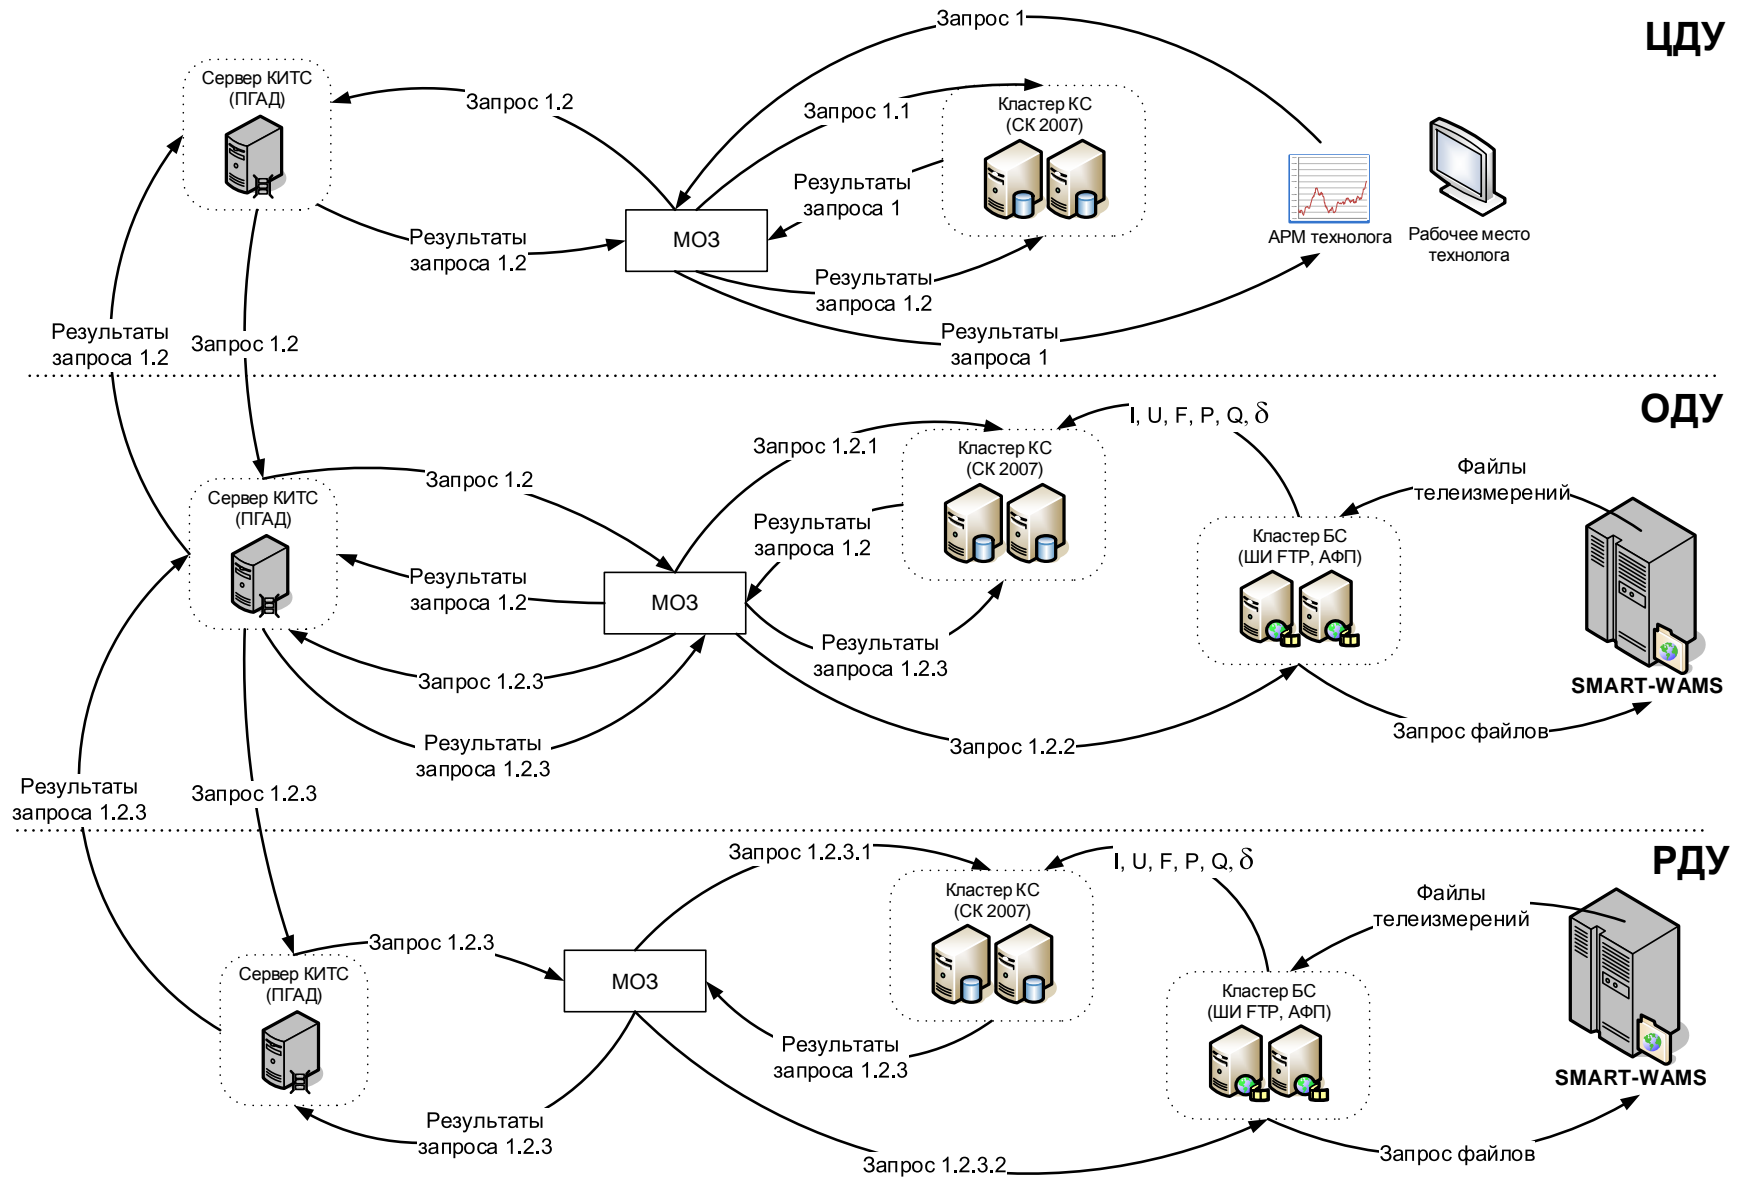 Запрос 1
ЦДУ
Сервер КИТС
(ПГАД)
Запрос 1.2
Запрос 1.1
Кластер КС
(СК 2007)
Результаты
запроса 1
МОЗ
Результаты
запроса 1.2
АРМ технолога
Рабочее место
технолога
Результаты
запроса 1.2
Результаты
запроса 1
Результаты
запроса 1.2
Запрос 1.2
ОДУ
I, U, F, P, Q, δ
Запрос 1.2.1
Кластер КС
(СК 2007)
Файлы
телеизмерений
Запрос 1.2
Сервер КИТС
(ПГАД)
Результаты
запроса 1.2
Кластер БС
(ШИ FTP, АФП)
Результаты
запроса 1.2
МОЗ
Результаты
запроса 1.2.3
Запрос 1.2.3
SMART-WAMS
Результаты
запроса 1.2.3
Запрос 1.2.2
Запрос файлов
Результаты
запроса 1.2.3
Запрос 1.2.3
РДУ
Запрос 1.2.3.1
I, U, F, P, Q, δ
Кластер КС
(СК 2007)
Файлы
телеизмерений
Запрос 1.2.3
Сервер КИТС
(ПГАД)
МОЗ
Кластер БС
(ШИ FTP, АФП)
Результаты
запроса 1.2.3
SMART-WAMS
Результаты
запроса 1.2.3
Запрос 1.2.3.2
Запрос файлов